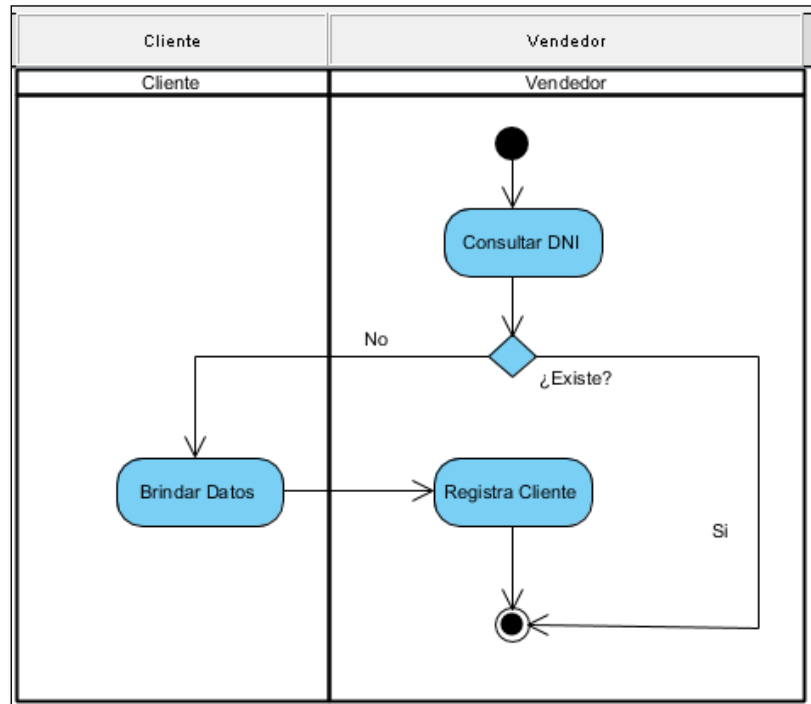 Cliente
Vendedor
Cliente
Vendedor
Consultar DNI
No
¿Existe?
Brindar Datos
Registra Cliente
Si